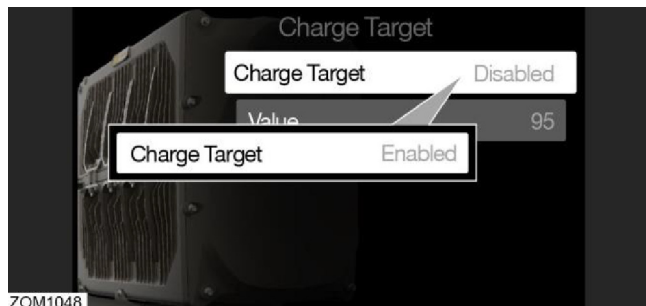 Charge Target
Charge Target Disabled
Value 95
Charge Target Enabled
ZOM1048